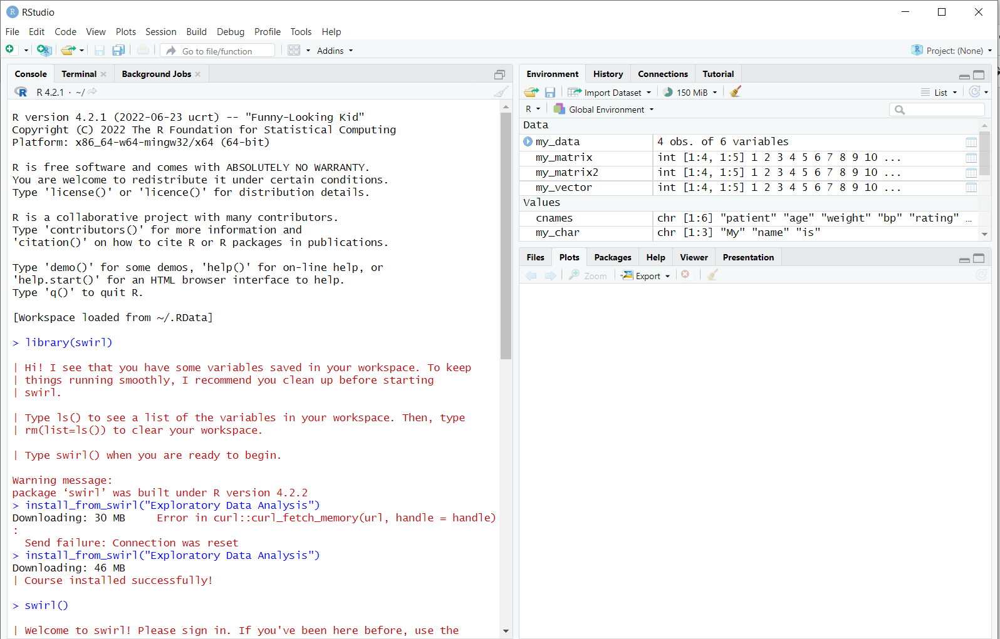 RStudio
File Edit Code View Plots Session Build Debug Profile Tools Help
Go to file/function Addins Project: (None)
Console Terminal Background Jobs
R 4.2.1 · ~/
R version 4.2.1 (2022-06-23 ucrt) -- "Funny-Looking Kid"
Copyright (C) 2022 The R Foundation for Statistical Computing
Platform: x86_64-w64-mingw32/x64 (64-bit)
R is free software and comes with ABSOLUTELY NO WARRANTY.
You are welcome to redistribute it under certain conditions.
Type 'license()' or 'licence()' for distribution details.
R is a collaborative project with many contributors.
Type 'contributors()' for more information and
'citation()' on how to cite R or R packages in publications.
Type 'demo()' for some demos, 'help()' for on-line help, or
'help.start()' for an HTML browser interface to help.
Type 'q()' to quit R.
[Workspace loaded from ~/.RData]
> library(swirl)
| Hi! I see that you have some variables saved in your workspace. To keep
| things running smoothly, I recommend you clean up before starting
| swirl.
| Type ls() to see a list of the variables in your workspace. Then, type
| rm(list=ls()) to clear your workspace.
| Type swirl() when you are ready to begin.
Warning message:
package ‘swirl’ was built under R version 4.2.2
> install_from_swirl("Exploratory Data Analysis")
Downloading: 30 MB     Error in curl::curl_fetch_memory(url, handle = handle)
:
  Send failure: Connection was reset
> install_from_swirl("Exploratory Data Analysis")
Downloading: 46 MB
| Course installed successfully!
> swirl()
| Welcome to swirl! Please sign in. If you've been here before, use the
Environment History Connections Tutorial
Import Dataset 150 MiB List
R Global Environment
Data
my_data 4 obs. of 6 variables
my_matrix int [1:4, 1:5] 1 2 3 4 5 6 7 8 9 10 ...
my_matrix2 int [1:4, 1:5] 1 2 3 4 5 6 7 8 9 10 ...
my_vector int [1:4, 1:5] 1 2 3 4 5 6 7 8 9 10 ...
Values
cnames chr [1:6] "patient" "age" "weight" "bp" "rating" …
my_char chr [1:3] "My" "name" "is"
Files Plots Packages Help Viewer Presentation
Zoom Export